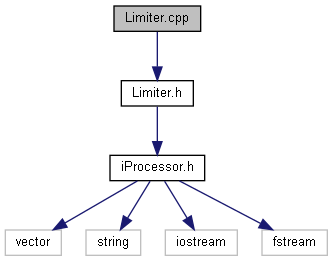 Limiter.cpp
Limiter.h
iProcessor.h
vector
string
iostream
fstream